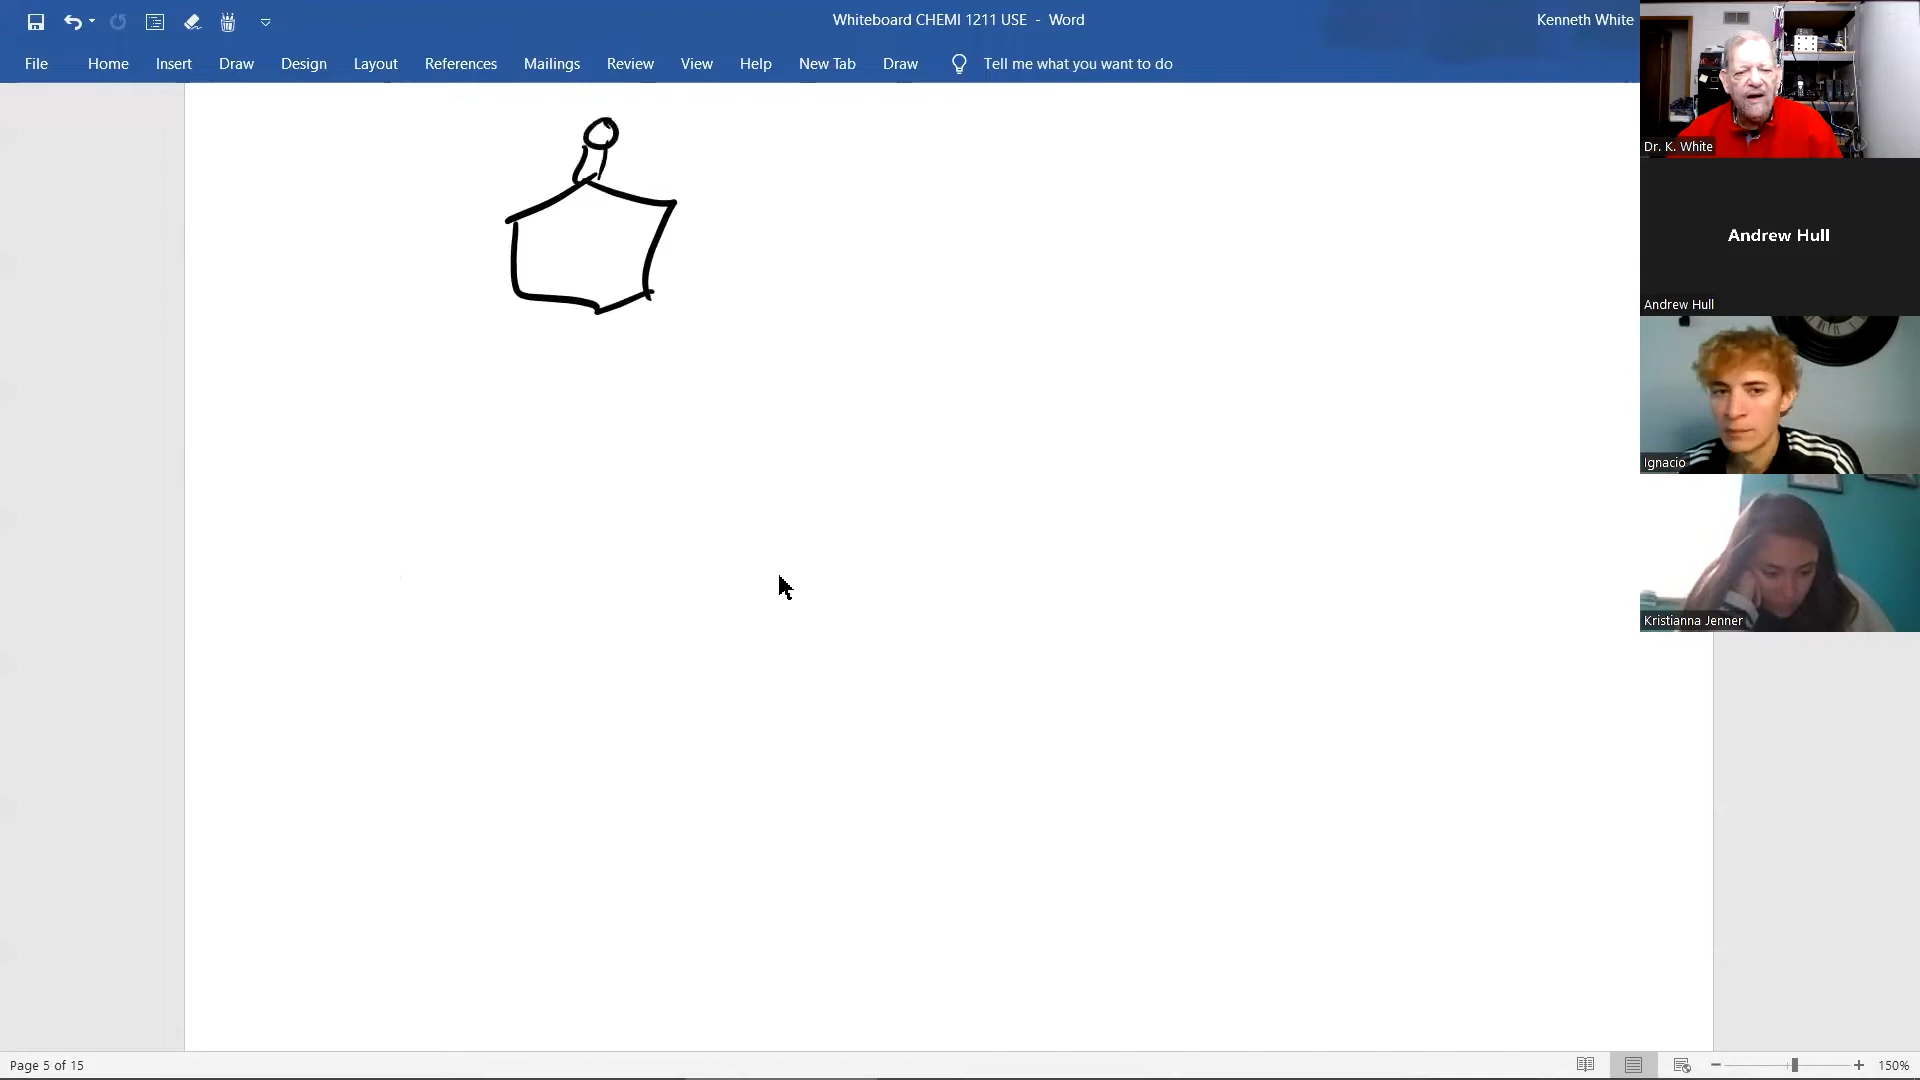 Whiteboard CHEMI 1211 USE - Word
Kenneth White
File Home Insert Draw Design Layout References Mailings Review View Help New Tab Draw Tell me what you want to do
O
Dr. K. White
Andrew Hull
Andrew Hull
Ignacio
Kristianna Jenner
Page 5 of 15
150%